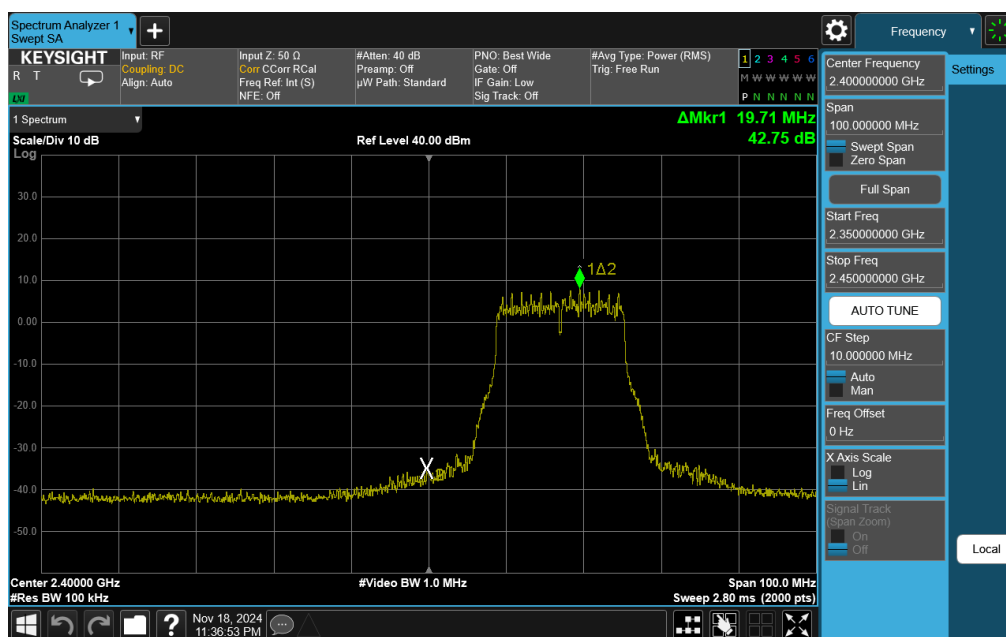 Spectrum Analyzer 1
Swept SA
Frequency
KEYSIGHT
R T
LXI
Input: RF
Coupling: DC
Align: Auto
Input Z: 50 Ω
Corr CCorr RCal
Freq Ref: Int (S)
NFE: Off
#Atten: 40 dB
Preamp: Off
µW Path: Standard
PNO: Best Wide
Gate: Off
IF Gain: Low
Sig Track: Off
#Avg Type: Power (RMS)
Trig: Free Run
1 2 3 4 5 6
M W W W W W
P N N N N N
1 Spectrum
Scale/Div 10 dB
Log
Ref Level 40.00 dBm
ΔMkr1 19.71 MHz
42.75 dB
30.0
20.0
10.0
0.00
-10.0
-20.0
-30.0
-40.0
-50.0
1Δ2
X
Center 2.40000 GHz
#Res BW 100 kHz
#Video BW 1.0 MHz
Span 100.0 MHz
Sweep 2.80 ms (2000 pts)
Nov 18, 2024
11:36:53 PM
Center Frequency
2.400000000 GHz
Settings
Span
100.000000 MHz
Swept Span
Zero Span
Full Span
Start Freq
2.350000000 GHz
Stop Freq
2.450000000 GHz
AUTO TUNE
CF Step
10.000000 MHz
Auto
Man
Freq Offset
0 Hz
X Axis Scale
Log
Lin
Signal Track
(Span Zoom)
On
Off
Local